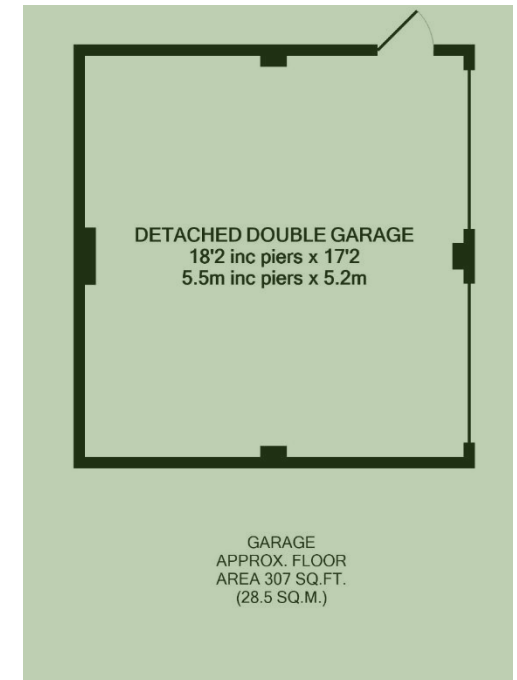 DETACHED DOUBLE GARAGE
18'2 inc piers x 17'2
5.5m inc piers x 5.2m
GARAGE
APPROX. FLOOR
AREA 307 SQ.FT.
(28.5 SQ.M.)